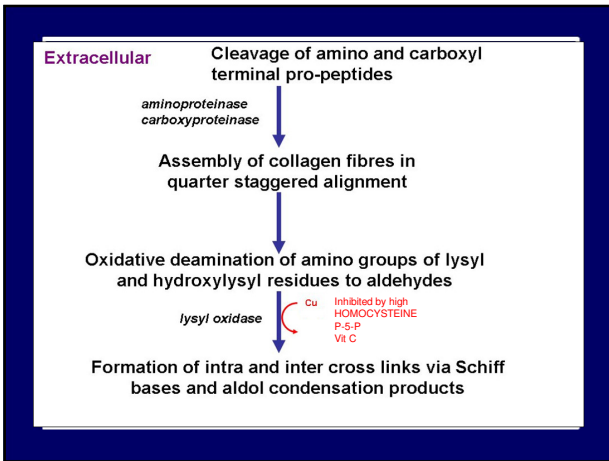 Extracellular
Cleavage of amino and carboxyl
terminal pro-peptides
aminoproteinase
carboxyproteinase
Assembly of collagen fibres in
quarter staggered alignment
Oxidative deamination of amino groups of lysyl
and hydroxylysyl residues to aldehydes
lysyl oxidase
Cu
Inhibited by high
HOMOCYSTEINE
P-5-P
Vit C
Formation of intra and inter cross links via Schiff
bases and aldol condensation products